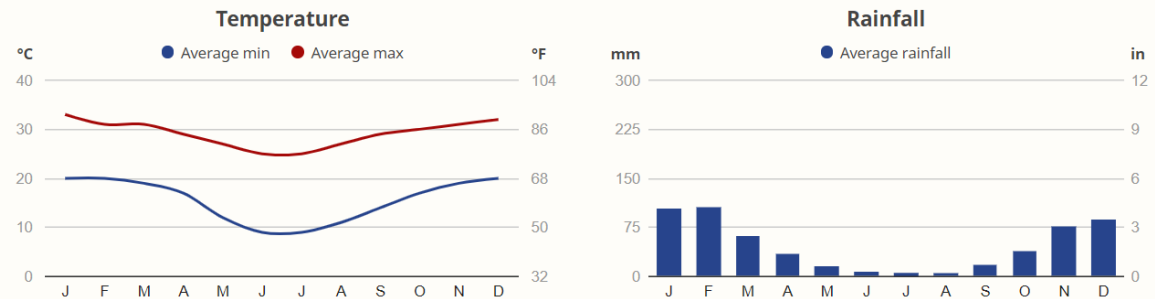 Temperature
°C Average min Average max °F
40 104
30 86
20 68
10 50
0 32
J F M A M J J A S O N D
Rainfall
mm Average rainfall in
300 12
225 9
150 6
75 3
0 0
J F M A M J J A S O N D